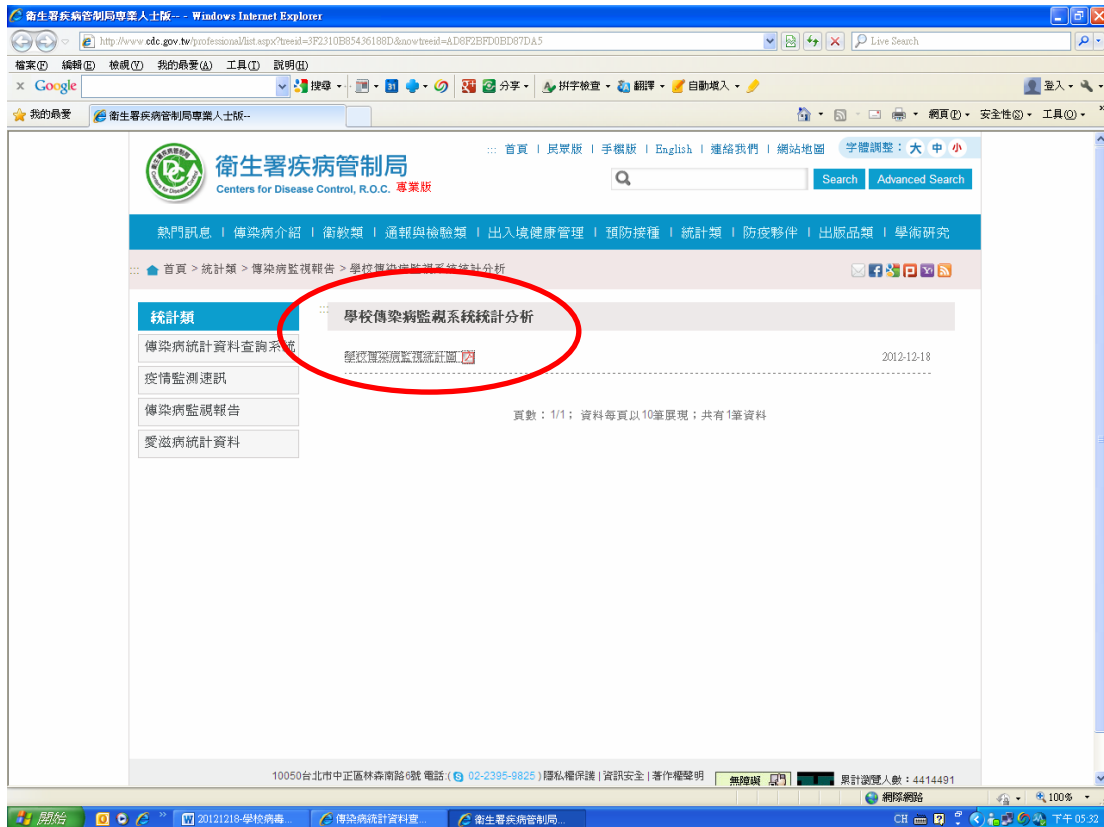 衛生署疾病管制局專業人士版-- - Windows Internet Explorer
http://www.cdc.gov.tw/professional/list.aspx?treeid=3F2310B85436188D&nowtreeid=AD8F2BFD0BD87DA5
Live Search
檔案(F) 編輯(E) 檢視(V) 我的最愛(A) 工具(T) 說明(H)
x Google 搜尋 分享 拼字檢查 翻譯 自動填入 登入
我的最愛 衛生署疾病管制局專業人士版-- 網頁(P) 安全性(S) 工具(O)
::: 首頁 | 民眾版 | 手機版 | English | 連絡我們 | 網站地圖 字體調整：大 中 小
衛生署疾病管制局
Centers for Disease Control, R.O.C. 專業版
Search Advanced Search
熱門訊息 | 傳染病介紹 | 衛教類 | 通報與檢驗類 | 出入境健康管理 | 預防接種 | 統計類 | 防疫夥伴 | 出版品類 | 學術研究
::: 首頁 > 統計類 > 傳染病監視報告 > 學校傳染病監視系統統計分析
統計類
傳染病統計資料查詢系統
疫情監測速訊
傳染病監視報告
愛滋病統計資料
:::
學校傳染病監視系統統計分析
學校傳染病監視統計圖 2012-12-18
頁數：1/1； 資料每頁以10筆展現；共有1筆資料
10050台北市中正區林森南路6號 電話:( 02-2395-9825 ) 隱私權保護 | 資訊安全 | 著作權聲明 無障礙 累計瀏覽人數：4414491
網際網路 100%
開始 20121218-學校病毒... 傳染病統計資料查... 衛生署疾病管制局... CH 下午 05:32